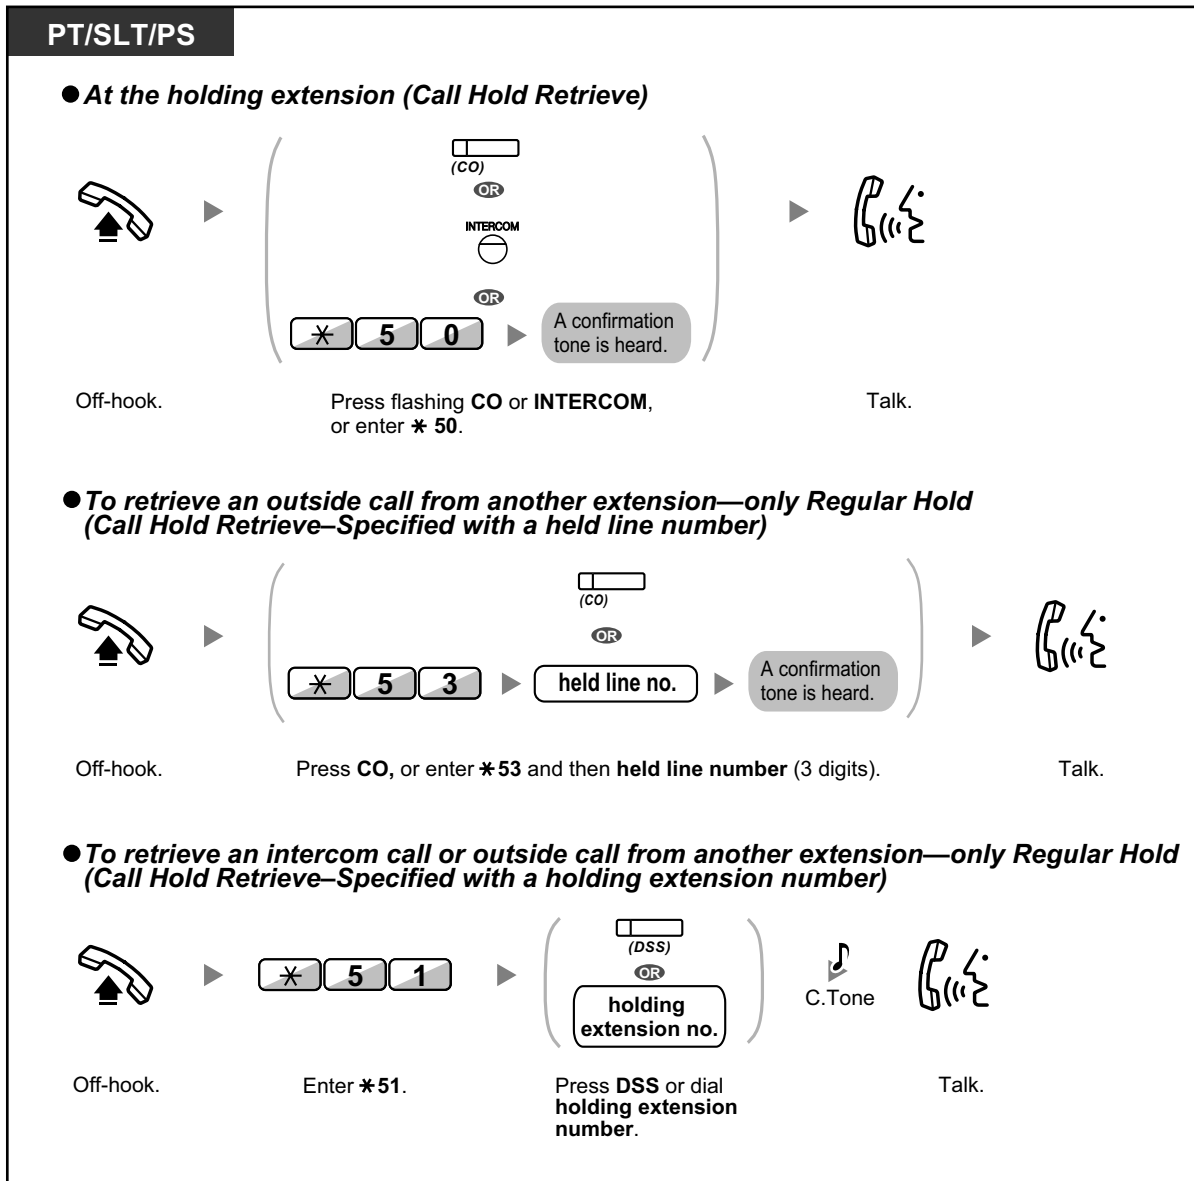 PT/SLT/PS
● At the holding extension (Call Hold Retrieve)
(CO)
OR
INTERCOM
OR
✳ 5 0
A confirmation
tone is heard.
Off-hook.
Press flashing CO or INTERCOM,
or enter ✳ 50.
Talk.
● To retrieve an outside call from another extension—only Regular Hold
(Call Hold Retrieve–Specified with a held line number)
(CO)
OR
✳ 5 3
held line no.
A confirmation
tone is heard.
Off-hook.
Press CO, or enter ✳53 and then held line number (3 digits).
Talk.
● To retrieve an intercom call or outside call from another extension—only Regular Hold
(Call Hold Retrieve–Specified with a holding extension number)
✳ 5 1
(DSS)
OR
holding
extension no.
C.Tone
Off-hook.
Enter ✳51.
Press DSS or dial
holding extension
number.
Talk.